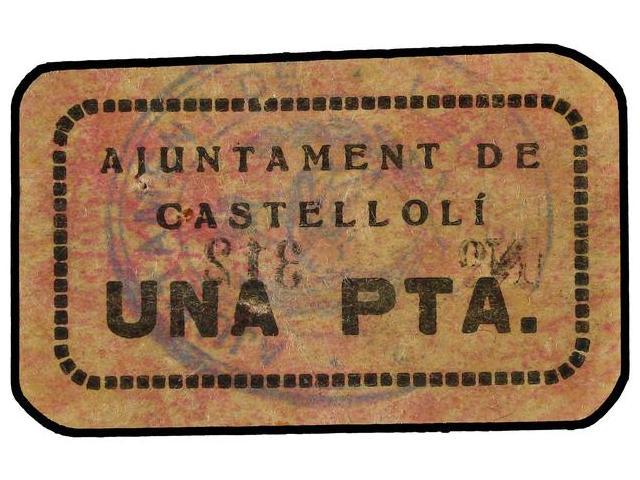 AJUNTAMENT DE
CASTELLOLÍ
UNA PTA.